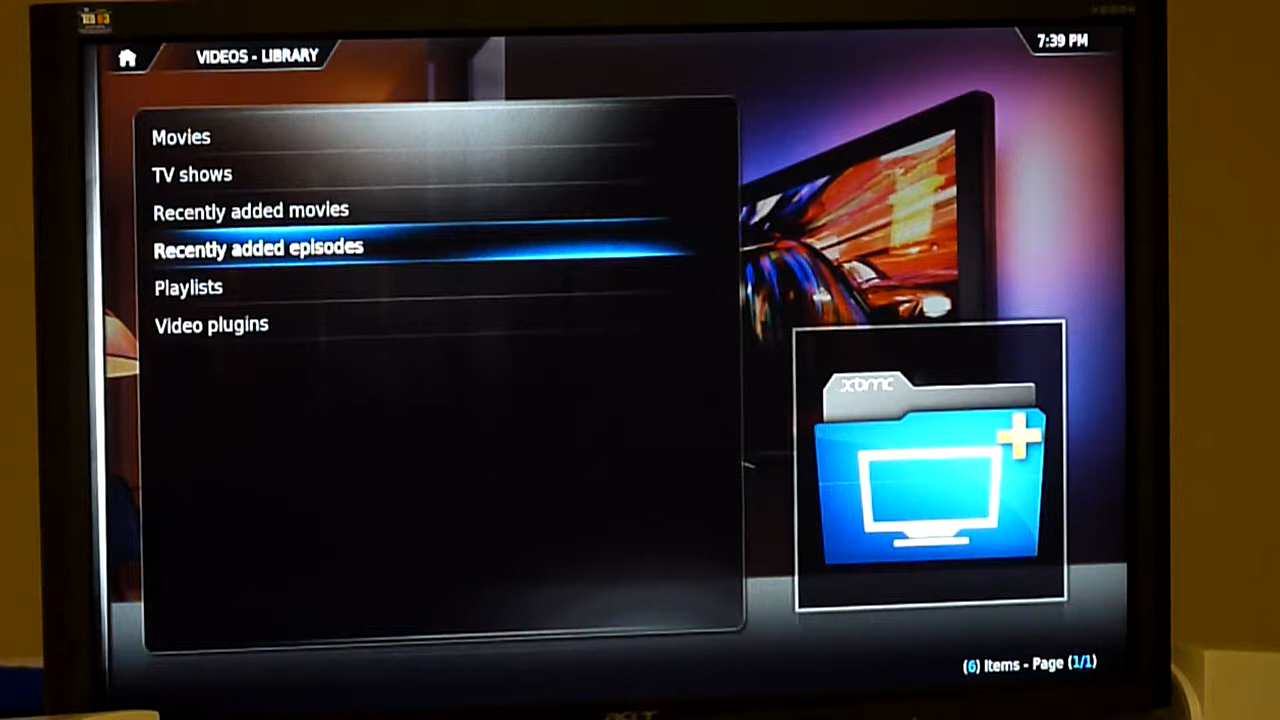 VIDEOS - LIBRARY
7:39 PM
Movies
TV shows
Recently added movies
Recently added episodes
Playlists
Video plugins
xbmc
(6) Items - Page (1/1)
acer